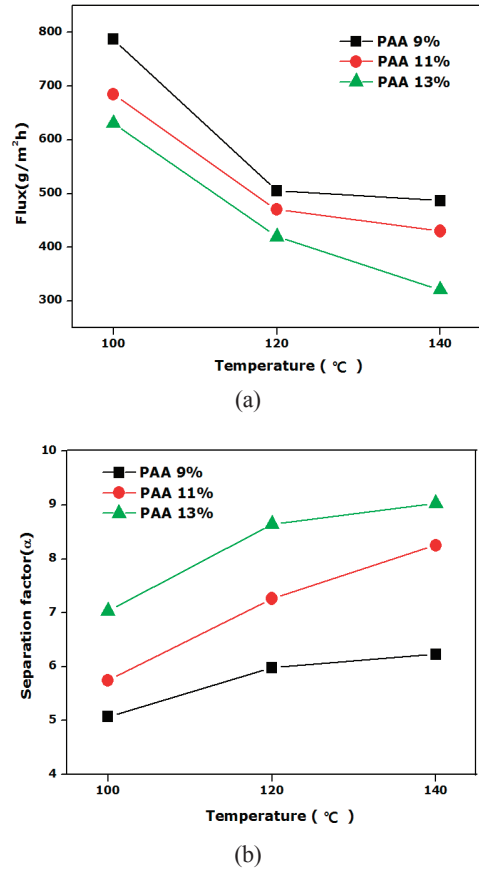 800
700
600
500
400
300
Flux(g/m²h)
PAA 9%
PAA 11%
PAA 13%
100
120
140
Temperature ( ℃ )
(a)
10
9
8
7
6
5
4
Separation factor(α)
PAA 9%
PAA 11%
PAA 13%
100
120
140
Temperature ( ℃ )
(b)